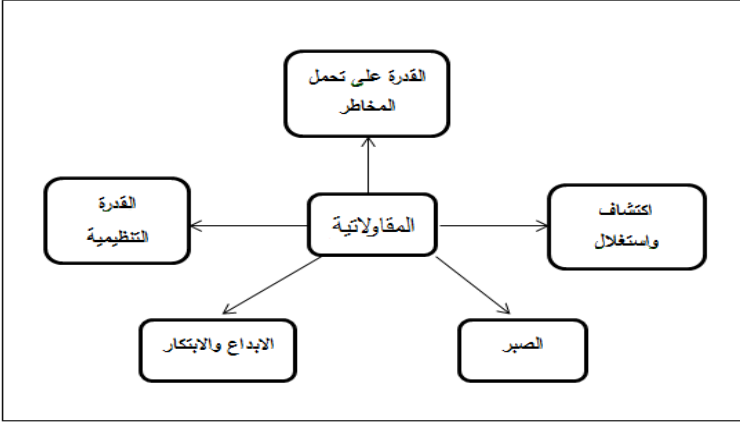 القدرة على تحمل
المخاطر
اكتشاف
واستغلال
المقاولاتية
القدرة
التنظيمية
الصبر
الابداع والابتكار